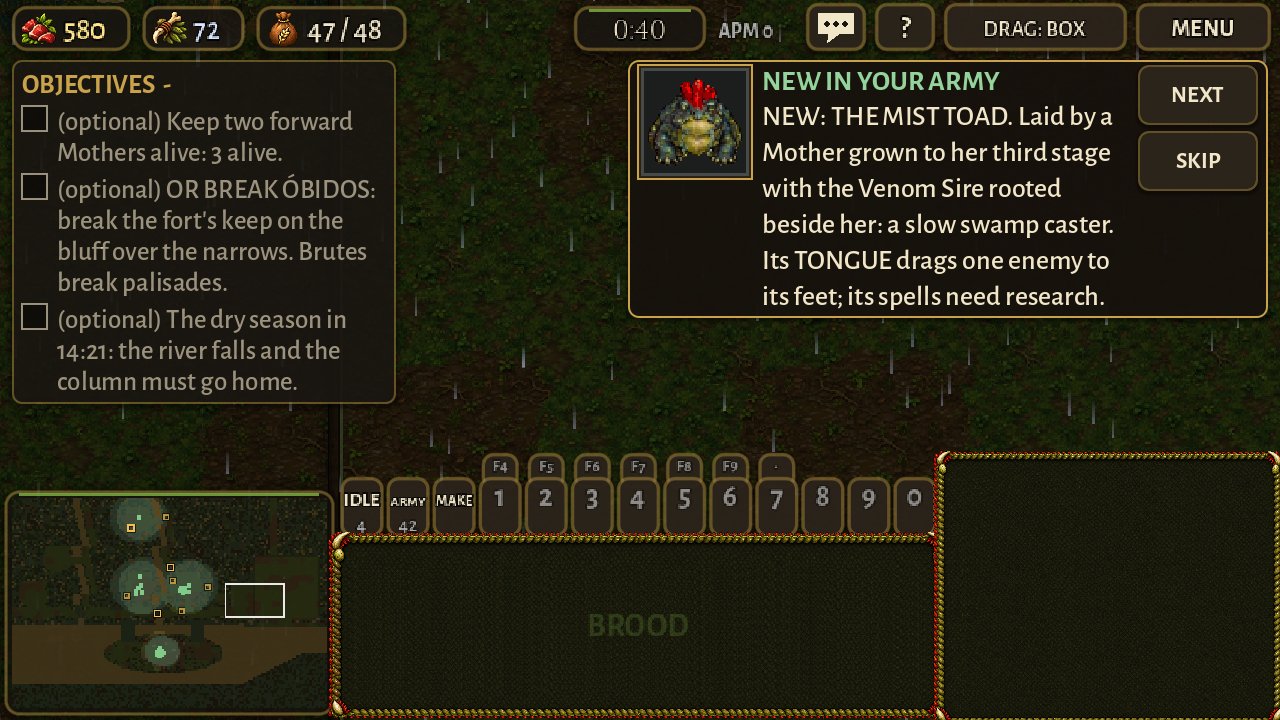 580
72
47/48
0:40
APM 0
?
DRAG: BOX
MENU
OBJECTIVES -
(optional) Keep two forward
Mothers alive: 3 alive.
(optional) OR BREAK ÓBIDOS:
break the fort's keep on the
bluff over the narrows. Brutes
break palisades.
(optional) The dry season in
14:21: the river falls and the
column must go home.
NEW IN YOUR ARMY
NEW: THE MIST TOAD. Laid by a
Mother grown to her third stage
with the Venom Sire rooted
beside her: a slow swamp caster.
Its TONGUE drags one enemy to
its feet; its spells need research.
NEXT
SKIP
F4 F5 F6 F7 F8 F9 .
IDLE ARMY MAKE 1 2 3 4 5 6 7 8 9 0
4 42
BROOD